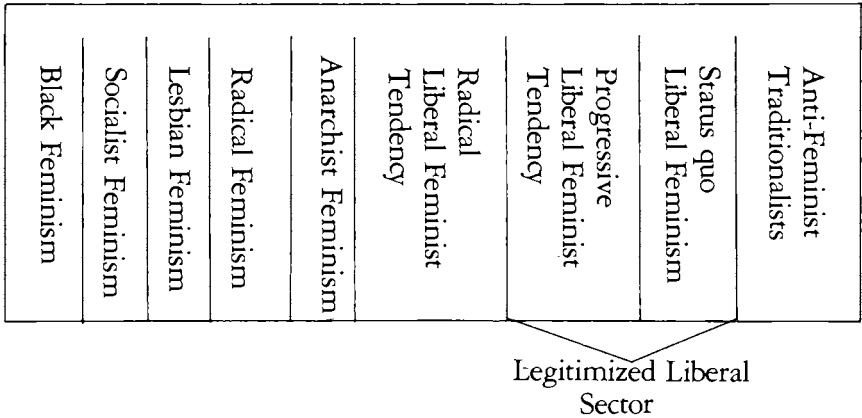 Black Feminism
Socialist Feminism
Lesbian Feminism
Radical Feminism
Anarchist Feminism
Radical
Liberal Feminist
Tendency
Progressive
Liberal Feminist
Tendency
Status quo
Liberal Feminism
Anti-Feminist
Traditionalists
Legitimized Liberal
Sector